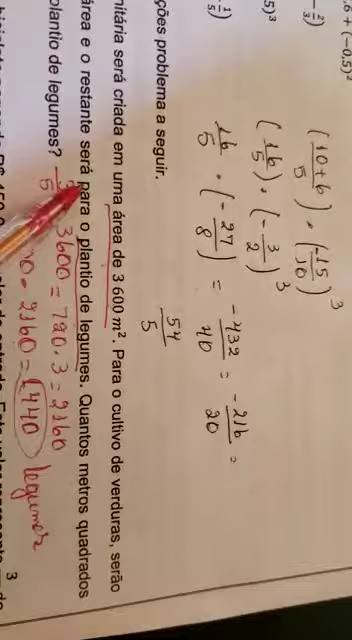 ,6 + (-0,5)²
- 2/3)
5)³
. 1/5)
(10+6/5) . (-15/10)³
(16/5) . (-3/2)³
16/5 . (-27/8) = -432/40 = -216/20 =
54/5
ções problema a seguir.
nitária será criada em uma área de 3 600 m². Para o cultivo de verduras, serão
área e o restante será para o plantio de legumes. Quantos metros quadrados
plantio de legumes?
3/5 3600 = 720.3 = 2160
00 - 2160 = 1440 legumes
3